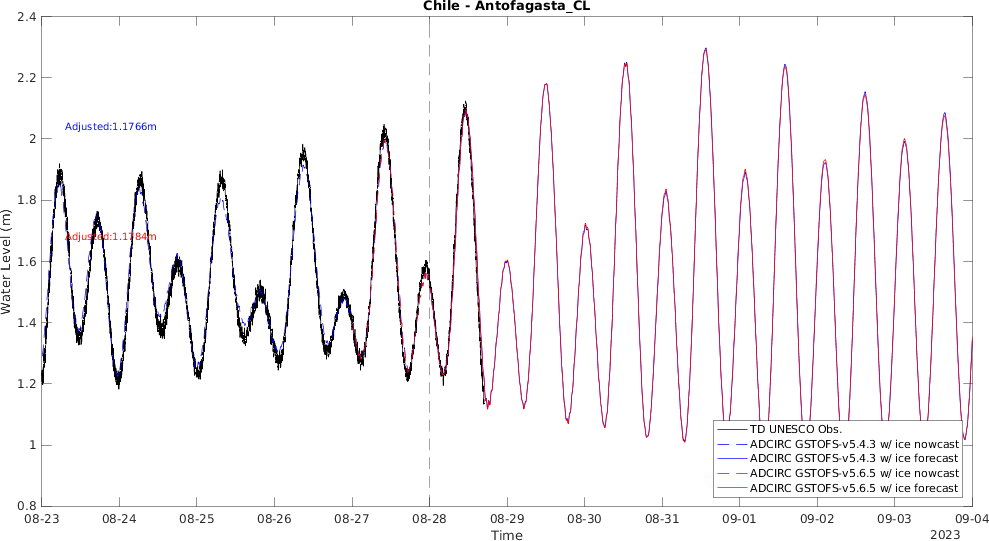 Chile - Antofagasta_CL
2.4
2.2
2
1.8
1.6
1.4
1.2
1
0.8
Water Level (m)
Adjusted:1.1766m
Adjusted:1.1784m
TD UNESCO Obs.
ADCIRC GSTOFS-v5.4.3 w/ ice nowcast
ADCIRC GSTOFS-v5.4.3 w/ ice forecast
ADCIRC GSTOFS-v5.6.5 w/ ice nowcast
ADCIRC GSTOFS-v5.6.5 w/ ice forecast
08-23 08-24 08-25 08-26 08-27 08-28 08-29 08-30 08-31 09-01 09-02 09-03 09-04
Time
2023